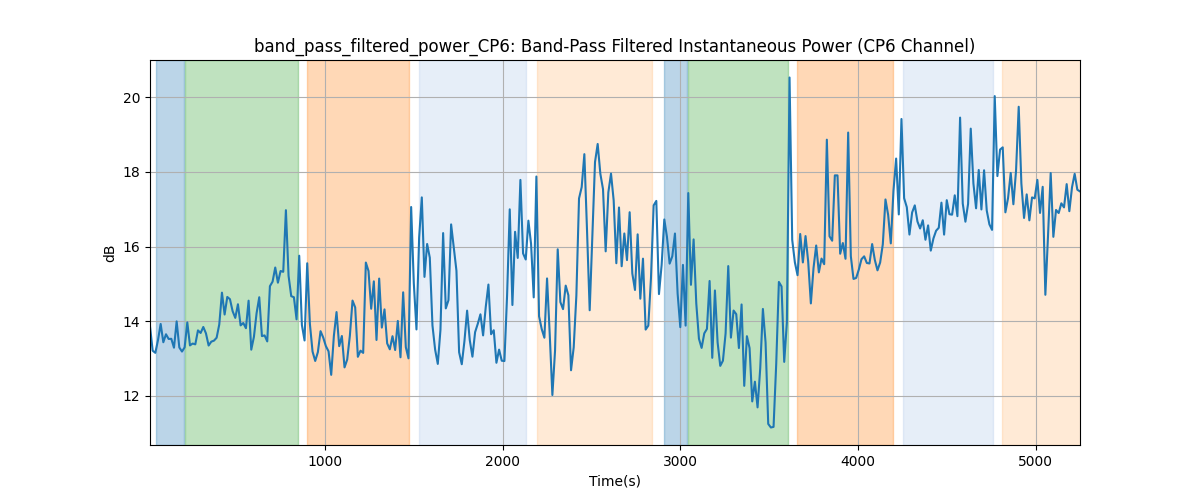 band_pass_filtered_power_CP6: Band-Pass Filtered Instantaneous Power (CP6 Channel)
20
18
16
14
12
dB
1000 2000 3000 4000 5000
Time(s)